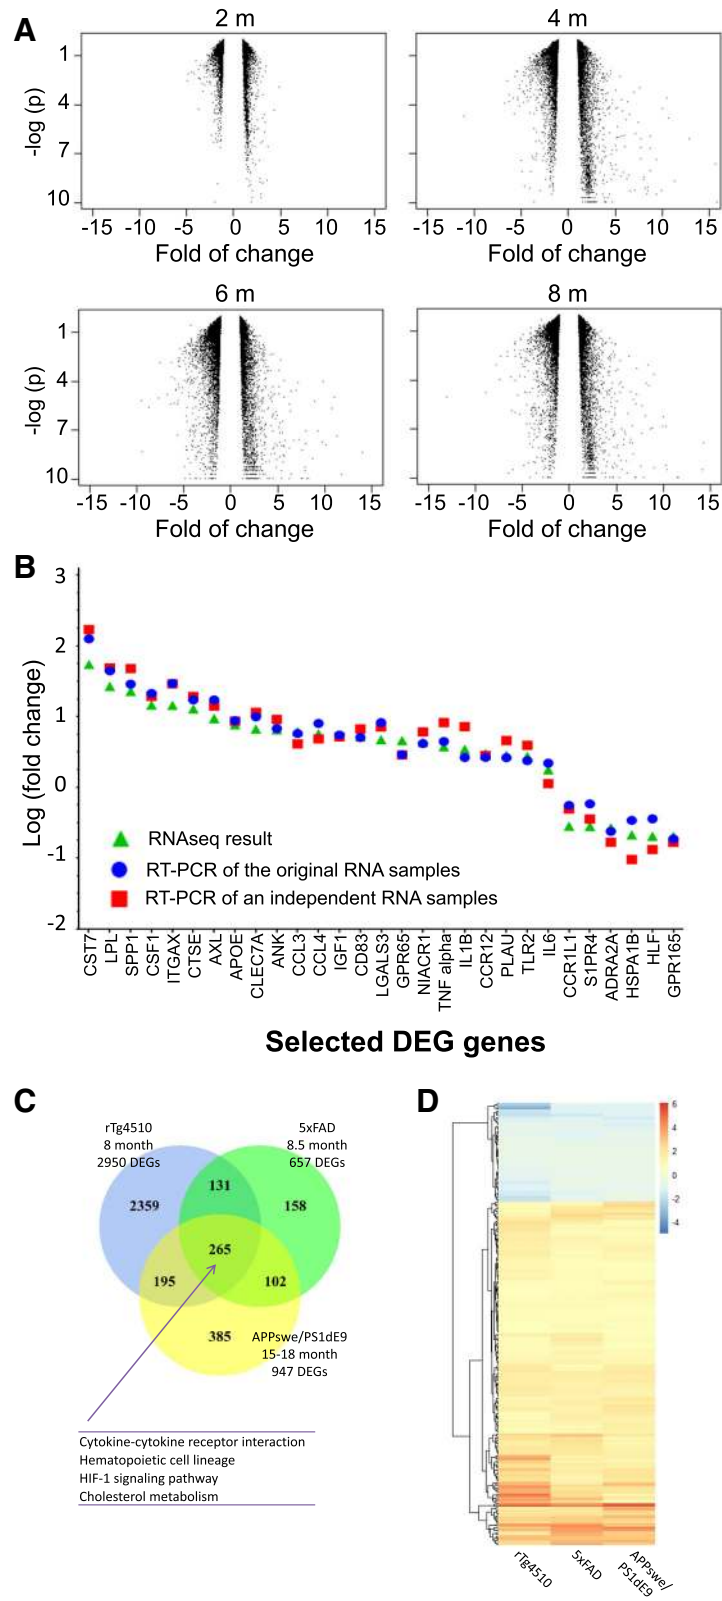 A
2 m
4 m
-log (p)
1
4
7
10
-15 -10 -5 0 5 10 15
-15 -10 -5 0 5 10 15
Fold of change
Fold of change
6 m
8 m
-log (p)
1
4
7
10
-15 -10 -5 0 5 10 15
-15 -10 -5 0 5 10 15
Fold of change
Fold of change
B
Log (fold change)
3
2
1
0
-1
-2
RNAseq result
RT-PCR of the original RNA samples
RT-PCR of an independent RNA samples
CST7
LPL
SPP1
CSF1
ITGAX
CTSE
AXL
APOE
CLEC7A
ANK
CCL3
CCL4
IGF1
CD83
LGALS3
GPR65
NIACR1
TNF alpha
IL1B
CCR12
PLAU
TLR2
IL6
CCR1L1
S1PR4
ADRA2A
HSPA1B
HLF
GPR165
Selected DEG genes
C
rTg4510
8 month
2950 DEGs
5xFAD
8.5 month
657 DEGs
131
2359
158
265
195
102
385
APPswe/PS1dE9
15-18 month
947 DEGs
Cytokine-cytokine receptor interaction
Hematopoietic cell lineage
HIF-1 signaling pathway
Cholesterol metabolism
D
6
4
2
0
-2
-4
rTg4510
5xFAD
APPswe/
PS1dE9